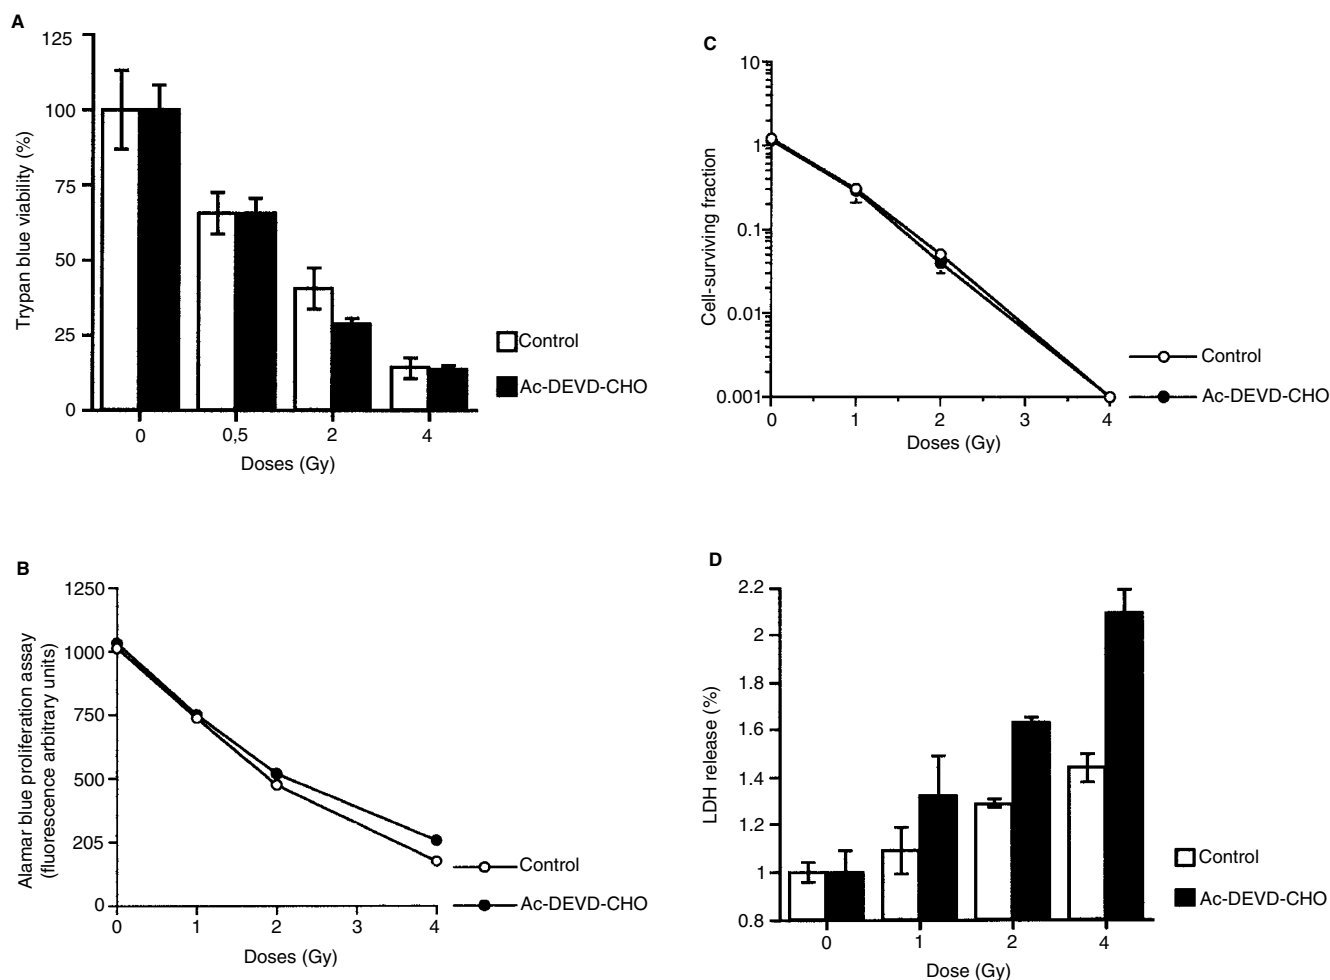 A
125
100
75
50
25
0
Trypan blue viability (%)
0
0,5
2
4
Doses (Gy)
Control
Ac-DEVD-CHO
C
10
1
0.1
0.01
0.001
Cell-surviving fraction
0
1
2
3
4
Doses (Gy)
Control
Ac-DEVD-CHO
B
1250
1000
750
500
205
0
Alamar blue proliferation assay
(fluorescence arbitrary units)
0
1
2
3
4
Doses (Gy)
Control
Ac-DEVD-CHO
D
2.2
2
1.8
1.6
1.4
1.2
1
0.8
LDH release (%)
0
1
2
4
Dose (Gy)
Control
Ac-DEVD-CHO